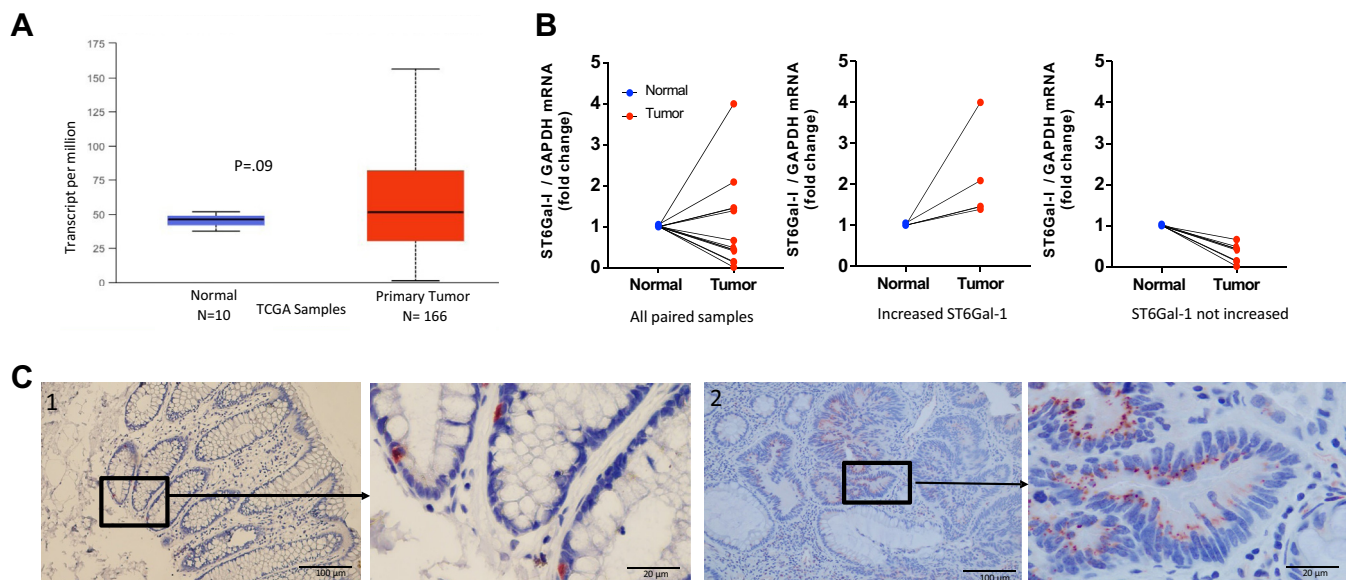 A
175
150
125
100
75
50
25
0
Transcript per million
P=.09
Normal
N=10
TCGA Samples
Primary Tumor
N= 166
B
ST6Gal-I / GAPDH mRNA
(fold change)
5
4
3
2
1
0
Normal
Tumor
Normal
Tumor
All paired samples
ST6Gal-I / GAPDH mRNA
(fold change)
5
4
3
2
1
0
Normal
Tumor
Increased ST6Gal-1
ST6Gal-I / GAPDH mRNA
(fold change)
5
4
3
2
1
0
Normal
Tumor
ST6Gal-1 not increased
C
1
100 µm
20 µm
2
100 µm
20 µm